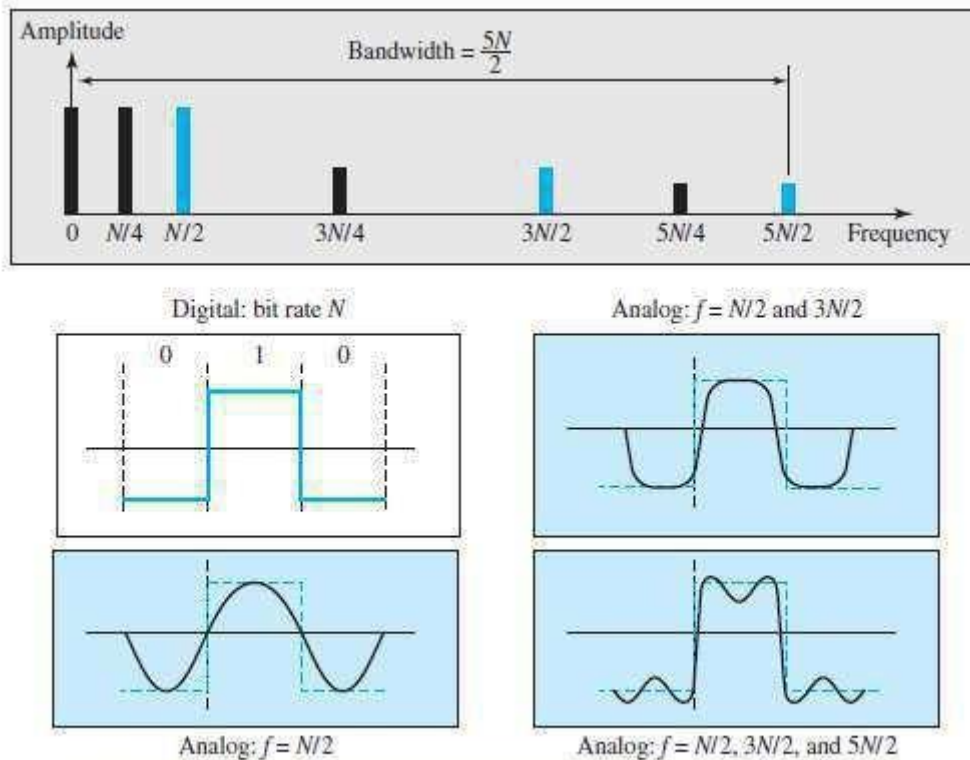 Amplitude
Bandwidth = 5N/2
0 N/4 N/2 3N/4 3N/2 5N/4 5N/2 Frequency
Digital: bit rate N
0 1 0
Analog: f = N/2 and 3N/2
Analog: f = N/2
Analog: f = N/2, 3N/2, and 5N/2